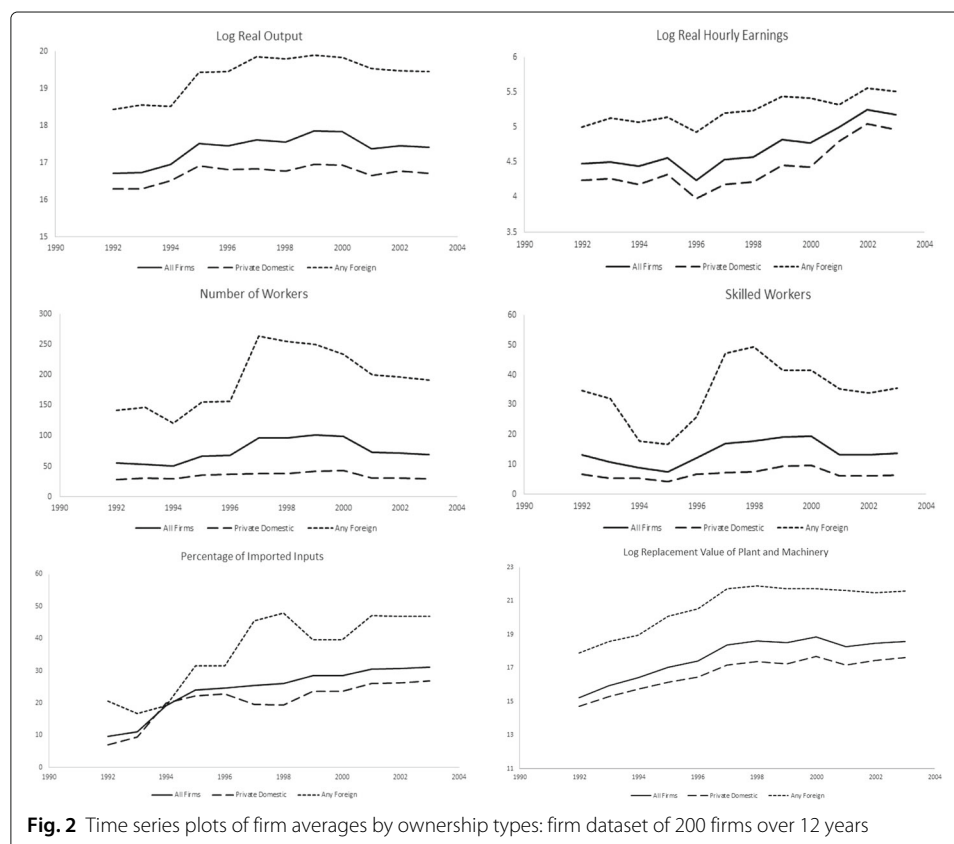 Log Real Output
20
19
18
17
16
15
1990 1992 1994 1996 1998 2000 2002 2004
All Firms Private Domestic Any Foreign
Log Real Hourly Earnings
6
5.5
5
4.5
4
3.5
1990 1992 1994 1996 1998 2000 2002 2004
All Firms Private Domestic Any Foreign
Number of Workers
300
250
200
150
100
50
0
1990 1992 1994 1996 1998 2000 2002 2004
All Firms Private Domestic Any Foreign
Skilled Workers
60
50
40
30
20
10
0
1990 1992 1994 1996 1998 2000 2002 2004
All Firms Private Domestic Any Foreign
Percentage of Imported Inputs
60
50
40
30
20
10
0
1990 1992 1994 1996 1998 2000 2002 2004
All Firms Private Domestic Any Foreign
Log Replacement Value of Plant and Machinery
23
21
19
17
15
13
11
1990 1992 1994 1996 1998 2000 2002 2004
All Firms Private Domestic Any Foreign
Fig. 2 Time series plots of firm averages by ownership types: firm dataset of 200 firms over 12 years